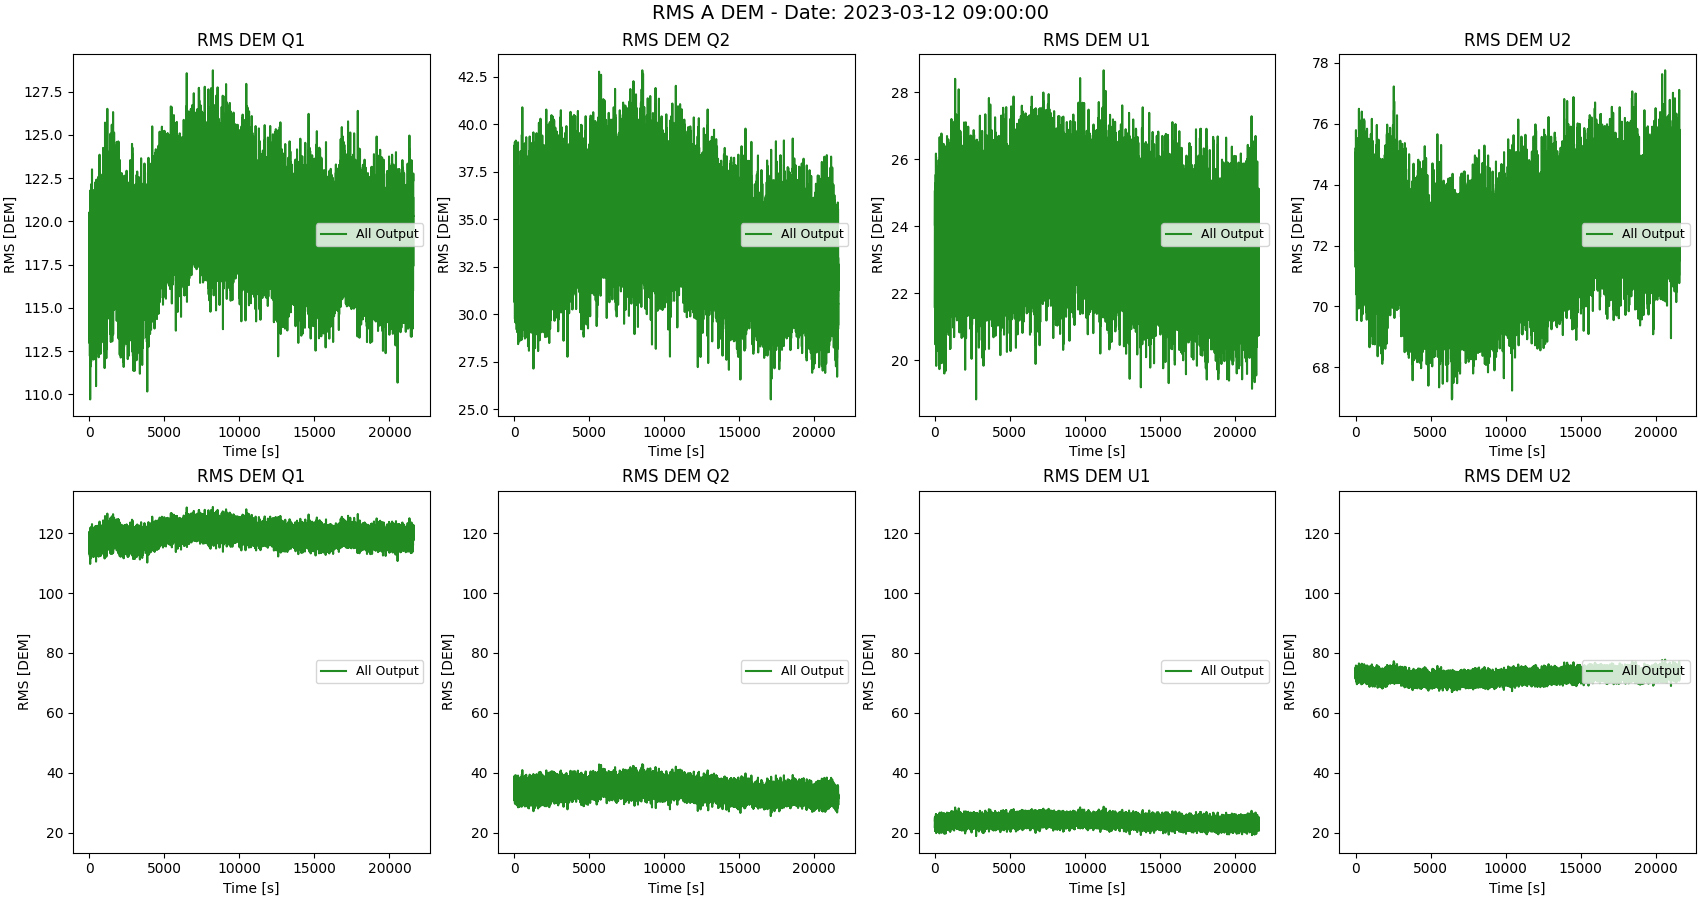 RMS A DEM - Date: 2023-03-12 09:00:00
RMS DEM Q1
RMS [DEM]
127.5
125.0
122.5
120.0
117.5
115.0
112.5
110.0
0 5000 10000 15000 20000
Time [s]
All Output
RMS DEM Q2
RMS [DEM]
42.5
40.0
37.5
35.0
32.5
30.0
27.5
25.0
0 5000 10000 15000 20000
Time [s]
All Output
RMS DEM U1
RMS [DEM]
28
26
24
22
20
0 5000 10000 15000 20000
Time [s]
All Output
RMS DEM U2
RMS [DEM]
78
76
74
72
70
68
0 5000 10000 15000 20000
Time [s]
All Output
RMS DEM Q1
RMS [DEM]
120
100
80
60
40
20
0 5000 10000 15000 20000
Time [s]
All Output
RMS DEM Q2
RMS [DEM]
120
100
80
60
40
20
0 5000 10000 15000 20000
Time [s]
All Output
RMS DEM U1
RMS [DEM]
120
100
80
60
40
20
0 5000 10000 15000 20000
Time [s]
All Output
RMS DEM U2
RMS [DEM]
120
100
80
60
40
20
0 5000 10000 15000 20000
Time [s]
All Output